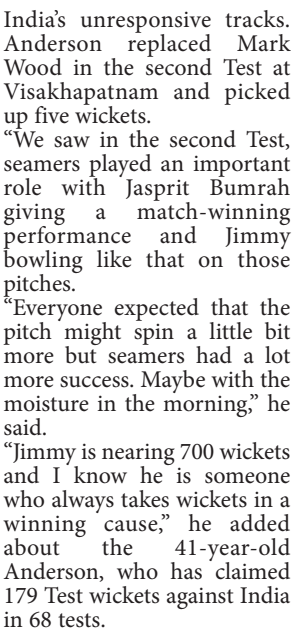 India’s unresponsive tracks.
Anderson replaced Mark
Wood in the second Test at
Visakhapatnam and picked
up five wickets.
“We saw in the second Test,
seamers played an important
role with Jasprit Bumrah
giving a match-winning
performance and Jimmy
bowling like that on those
pitches.
“Everyone expected that the
pitch might spin a little bit
more but seamers had a lot
more success. Maybe with the
moisture in the morning,” he
said.
“Jimmy is nearing 700 wickets
and I know he is someone
who always takes wickets in a
winning cause,” he added
about the 41-year-old
Anderson, who has claimed
179 Test wickets against India
in 68 tests.